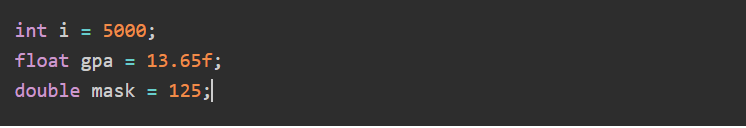 int i = 5000;
float gpa = 13.65f;
double mask = 125;